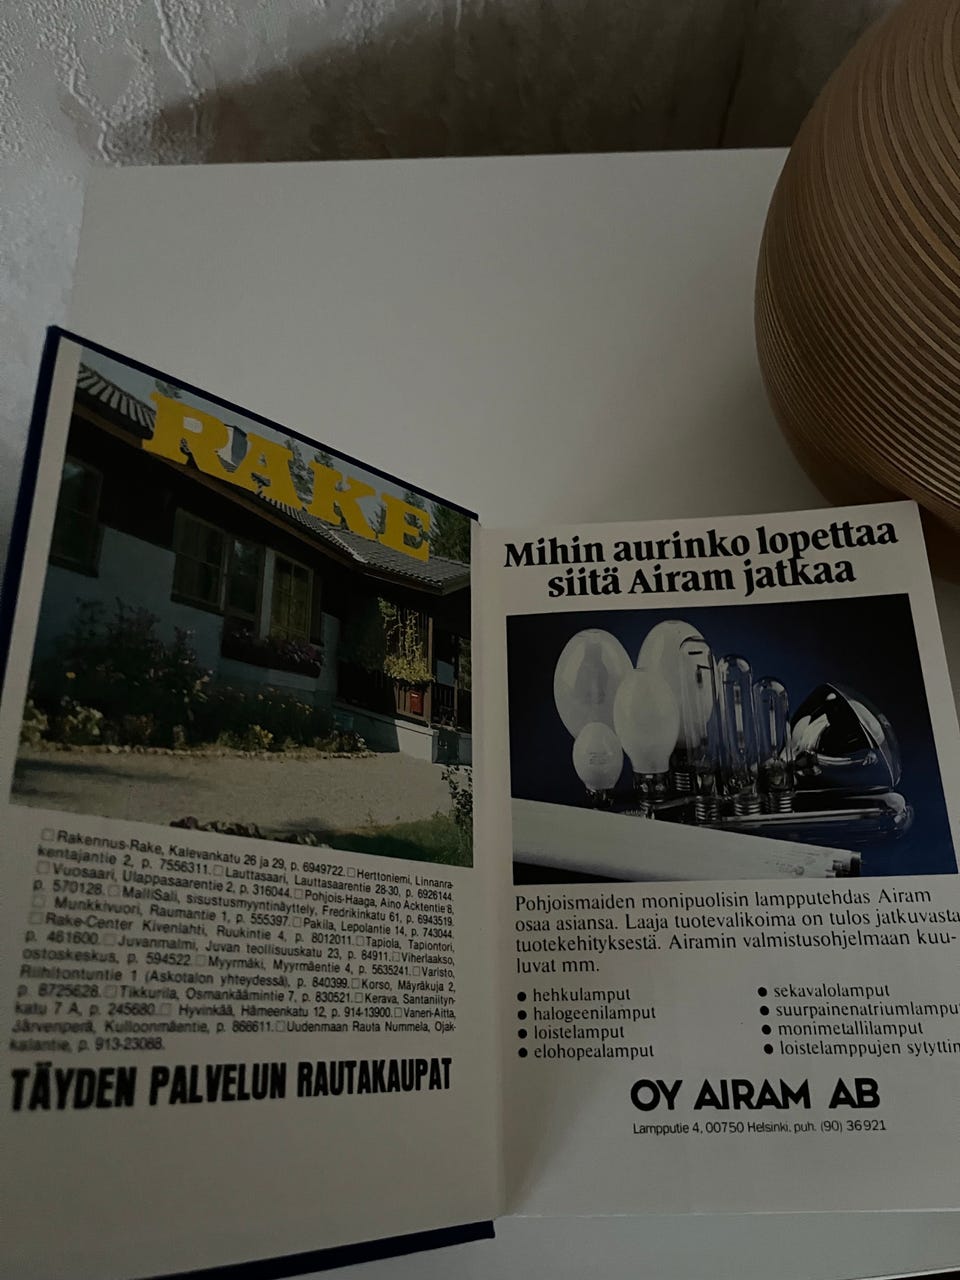 RAKE
☐ Rakennus-Rake, Kalevankatu 26 ja 29, p. 6949722. ☐ Herttoniemi, Linnanra-
kentajantie 2, p. 7556311. ☐ Lauttasaari, Lauttasaarentie 28-30, p. 6926144.
☐ Vuosaari, Ulappasaarentie 2, p. 316044. ☐ Pohjois-Haaga, Aino Acktentie 8,
p. 570128. ☐ MalliSali, sisustusmyyntinäyttely, Fredrikinkatu 61, p. 6943519.
☐ Munkkivuori, Raumantie 1, p. 555397. ☐ Pakila, Lepolantie 14, p. 743044.
☐ Rake-Center Kivenlahti, Ruukintie 4, p. 8012011. ☐ Tapiola, Tapiontori,
p. 461600. ☐ Juvanmalmi, Juvan teollisuuskatu 23, p. 84911. ☐ Viherlaakso,
ostoskeskus, p. 594522. ☐ Myyrmäki, Myyrmäentie 4, p. 5635241. ☐ Varisto,
Riihitontuntie 1 (Askotalon yhteydessä), p. 840399. ☐ Korso, Mäyräkuja 2,
p. 8725628. ☐ Tikkurila, Osmankäämintie 7, p. 830521. ☐ Kerava, Santaniityn-
katu 7 A, p. 245680. ☐ Hyvinkää, Hämeenkatu 12, p. 914-13900. ☐ Vaneri-Aitta,
Järvenperä, Kulloonmäentie, p. 866611. ☐ Uudenmaan Rauta Nummela, Ojak-
kalantie, p. 913-23088.
TÄYDEN PALVELUN RAUTAKAUPAT
Mihin aurinko lopettaa
siitä Airam jatkaa
Pohjoismaiden monipuolisin lampputehdas Airam
osaa asiansa. Laaja tuotevalikoima on tulos jatkuvasta
tuotekehityksestä. Airamin valmistusohjelmaan kuu-
luvat mm.
● hehkulamput
● halogeenilamput
● loistelamput
● elohopealamput
● sekavalolamput
● suurpainenatriumlamput
● monimetallilamput
● loistelamppujen sytyttim
OY AIRAM AB
Lampputie 4, 00750 Helsinki, puh. (90) 36921